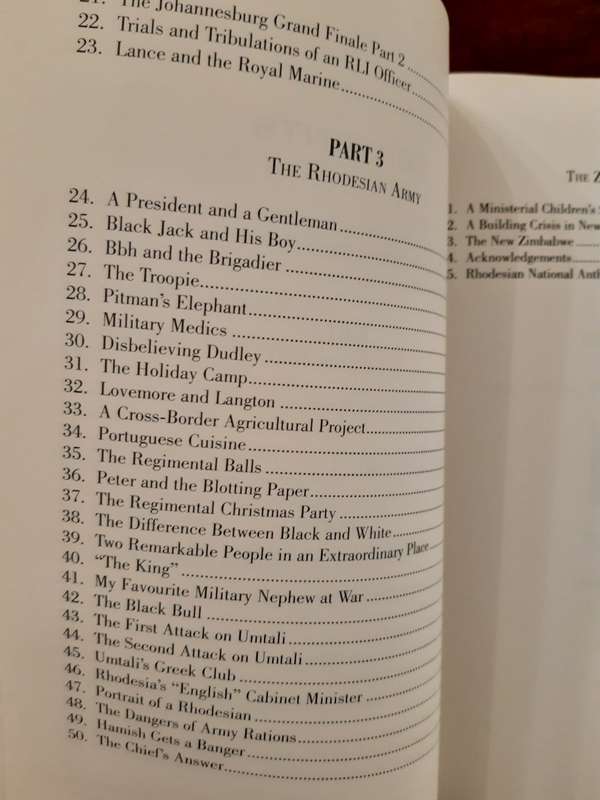 21. The Johannesburg Grand Finale Part 2
22. Trials and Tribulations of an RLI Officer
23. Lance and the Royal Marine
PART 3
THE RHODESIAN ARMY
24. A President and a Gentleman
25. Black Jack and His Boy
26. Bbh and the Brigadier
27. The Troopie
28. Pitman's Elephant
29. Military Medics
30. Disbelieving Dudley
31. The Holiday Camp
32. Lovemore and Langton
33. A Cross-Border Agricultural Project
34. Portuguese Cuisine
35. The Regimental Balls
36. Peter and the Blotting Paper
37. The Regimental Christmas Party
38. The Difference Between Black and White
39. Two Remarkable People in an Extraordinary Place
40. "The King"
41. My Favourite Military Nephew at War
42. The Black Bull
43. The First Attack on Umtali
44. The Second Attack on Umtali
45. Umtali's Greek Club
46. Rhodesia's "English" Cabinet Minister
47. Portrait of a Rhodesian
48. The Dangers of Army Rations
49. Hamish Gets a Banger
50. The Chief's Answer
THE
1. A Ministerial Children's
2. A Building Crisis in New
3. The New Zimbabwe
4. Acknowledgements
5. Rhodesian National